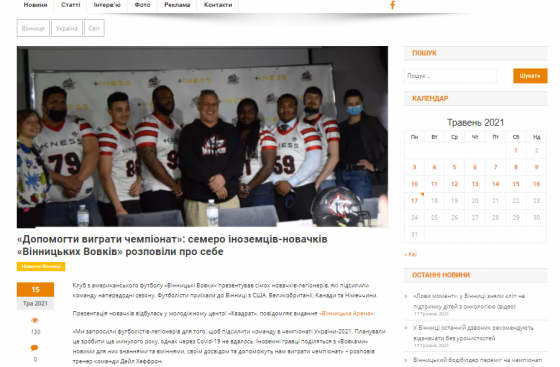 Новини Статті Інтерв'ю Фото Реклама Контакти
Вінниця Україна Світ
KNESS
79
59
«Допомогти виграти чемпіонат»: семеро іноземців-новачків
«Вінницьких Вовків» розповіли про себе
Новини Вінниці
15
Тра 2021
150
0
Клуб з американського футболу «Вінницькі Вовки» презентував сімох новачків-легіонерів, які підсилили
команду напередодні сезону. Футболісти приїхали до Вінниці з США, Великобританії, Канади та Німеччини.
Презентація новачків відбулась у молодіжному центрі «Квадрат», повідомляє видання «Вінницька Арена».
«Ми запросили футболістів-легіонерів для того, щоб підсилити команду в чемпіонаті України-2021. Планували
це зробити ще минулого року, однак через Covid-19 не вдалось. Іноземні гравці поділяться з «Вовками»
новими для них знаннями та вміннями, своїм досвідом та допоможуть нам виграти чемпіонат» – розповів
тренер команди Дейл Хеффрон.
ПОШУК
Пошук … Шукати
КАЛЕНДАР
Травень 2021
Пн Вт Ср Чт Пт Сб Нд
1 2
3 4 5 6 7 8 9
10 11 12 13 14 15 16
17 18 19 20 21 22 23
24 25 26 27 28 29 30
31
« Кві
ОСТАННІ НОВИНИ
«Лови момент»: у Вінниці зняли кліп на
підтримку дітей з онкологією (відео)
17 Травень, 2021
У Вінниці останній дзвоник рекомендують
відзначати без урочистостей
17 Травень, 2021
Вінницький бодібілдер переміг на чемпіонаті